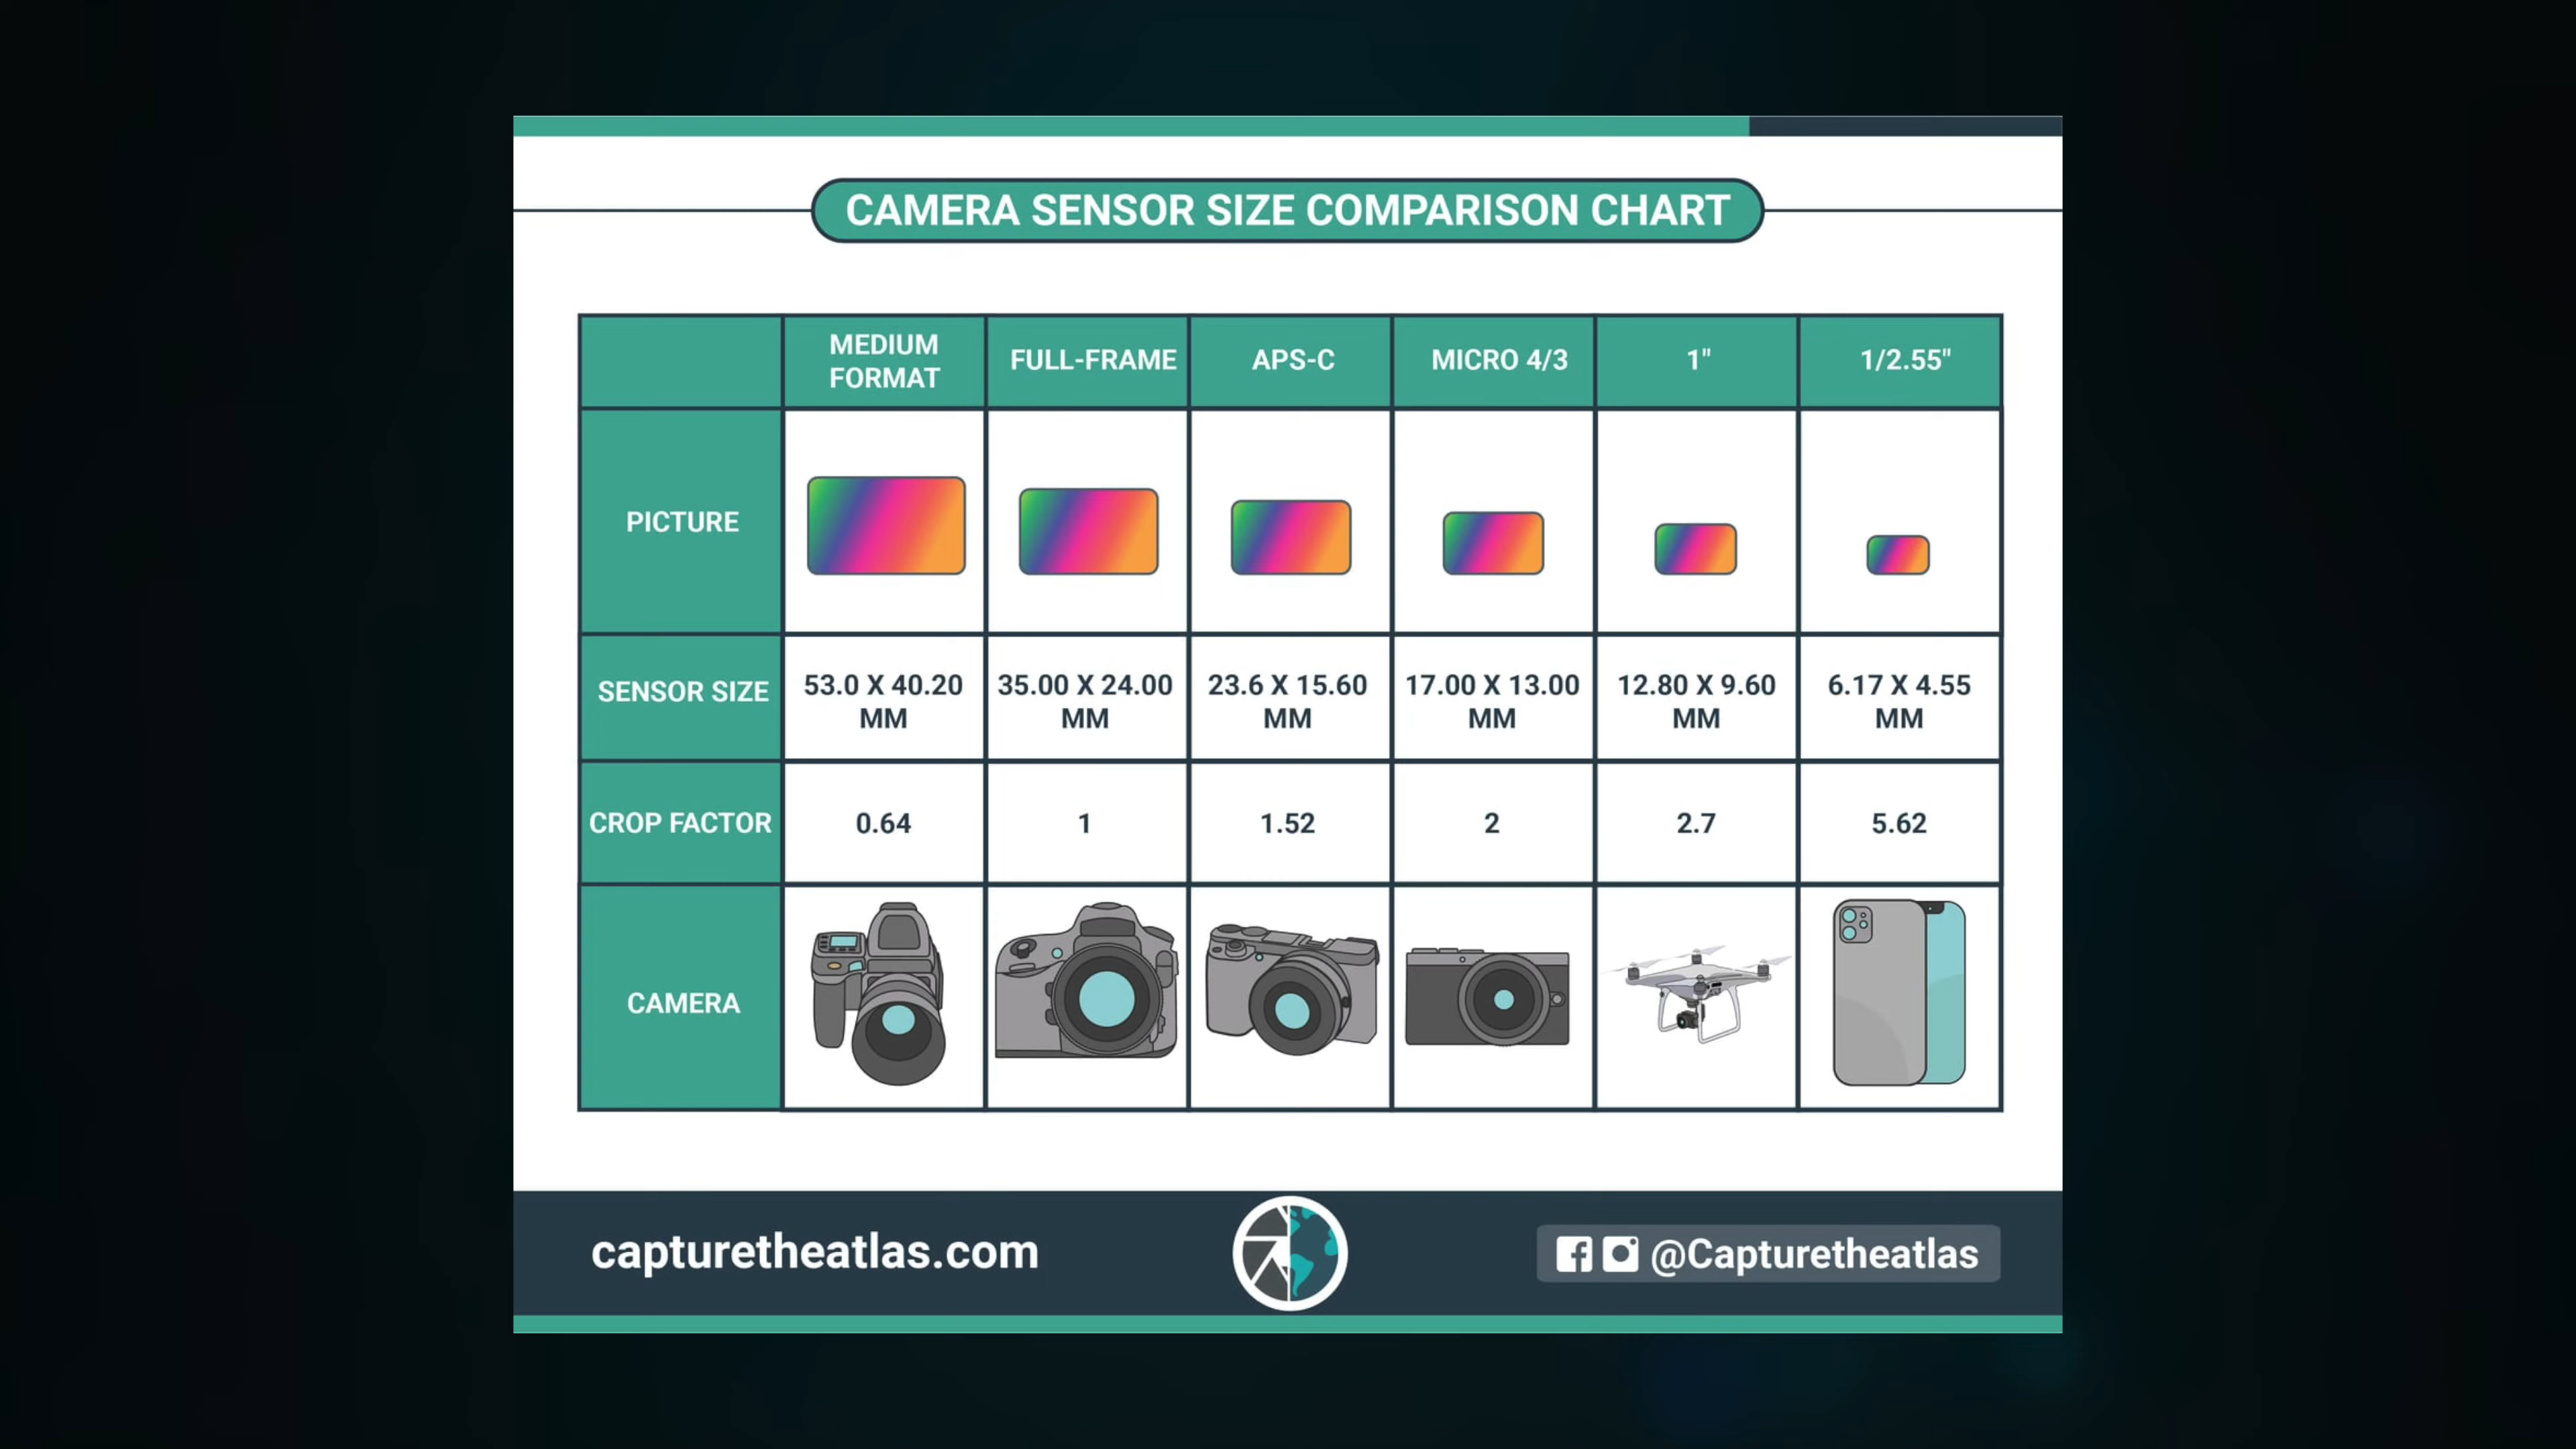 CAMERA SENSOR SIZE COMPARISON CHART
MEDIUM
FORMAT
FULL-FRAME
APS-C
MICRO 4/3
1"
1/2.55"
PICTURE
SENSOR SIZE
53.0 X 40.20
MM
35.00 X 24.00
MM
23.6 X 15.60
MM
17.00 X 13.00
MM
12.80 X 9.60
MM
6.17 X 4.55
MM
CROP FACTOR
0.64
1
1.52
2
2.7
5.62
CAMERA
capturetheatlas.com
@Capturetheatlas